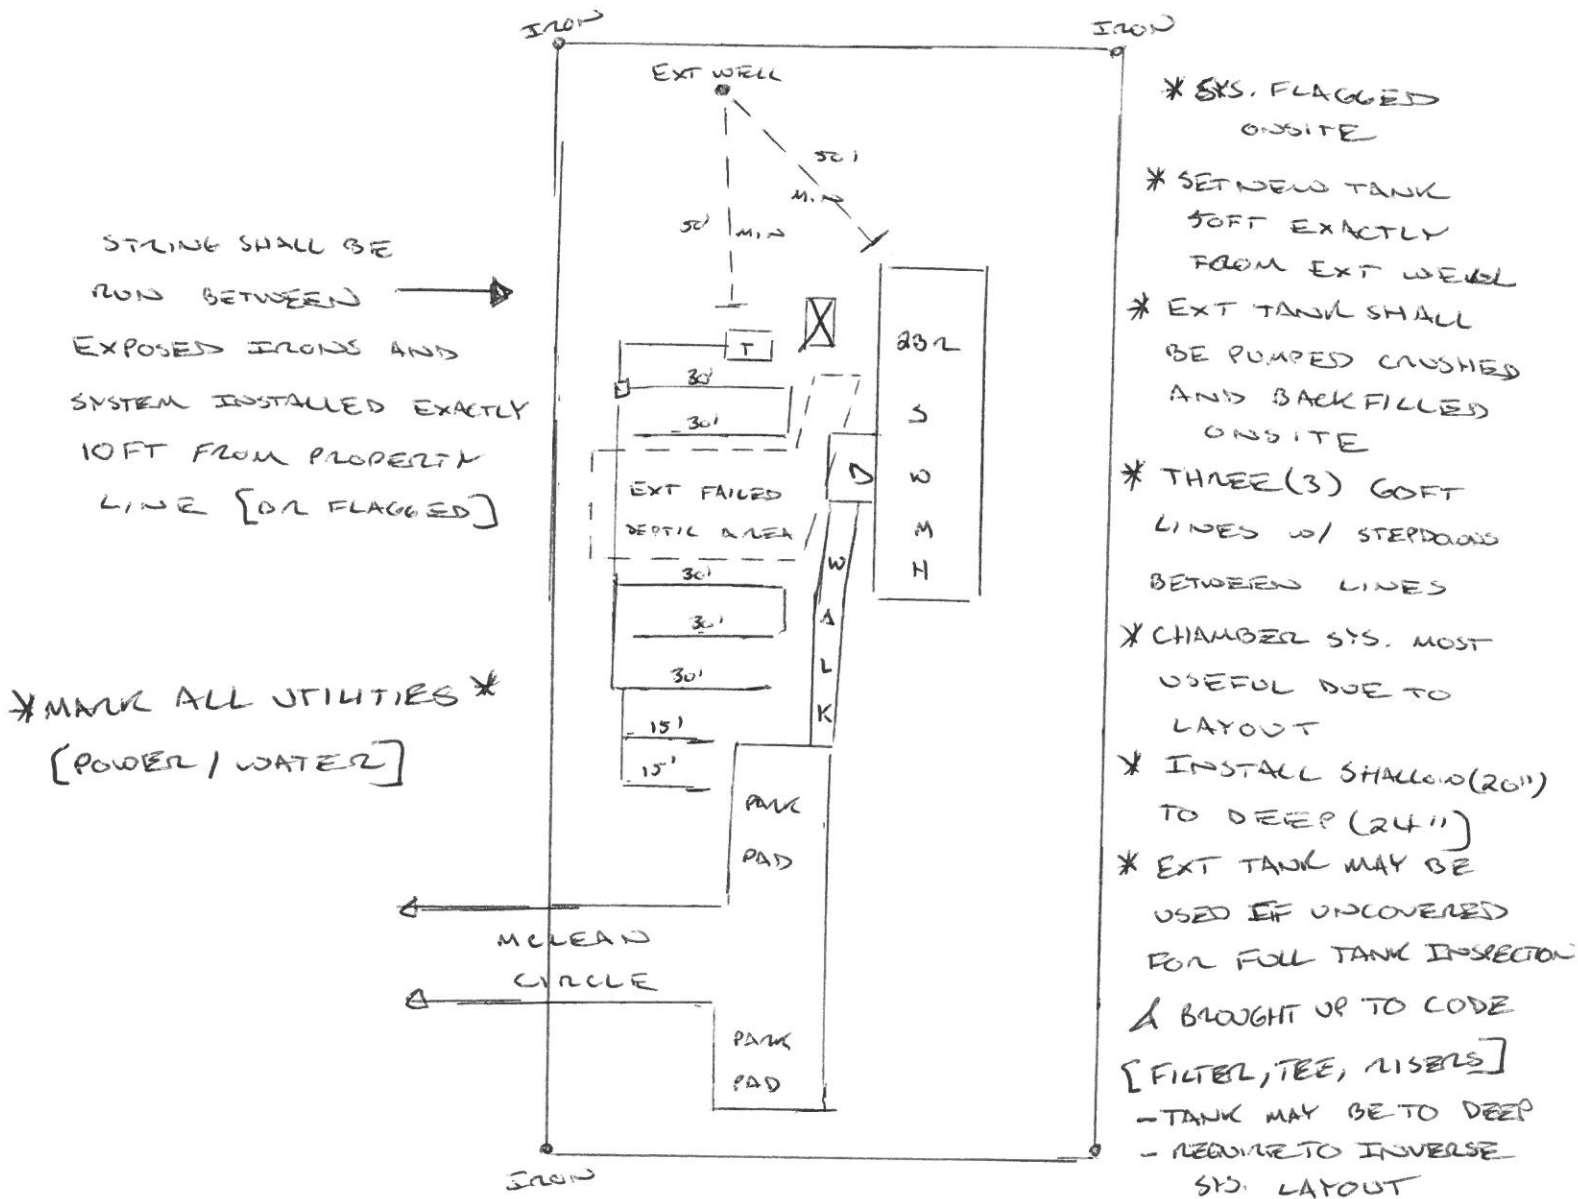 IRON
IRON
EXT WELL
50'
MIN
50' MIN
STRING SHALL BE
RUN BETWEEN
EXPOSED IRONS AND
SYSTEM INSTALLED EXACTLY
10FT FROM PROPERTY
LINE [OR FLAGGED]
*MARK ALL UTILITIES*
[POWER / WATER]
T
30'
30'
EXT FAILED
SEPTIC AREA
30'
30'
30'
15'
15'
2BR
S
W
M
H
D
W
A
L
K
PARK
PAD
MCLEAN
CIRCLE
PARK
PAD
IRON
* SYS. FLAGGED
ONSITE
* SET NEW TANK
50FT EXACTLY
FROM EXT WELL
* EXT TANK SHALL
BE PUMPED CRUSHED
AND BACKFILLED
ONSITE
* THREE (3) 60FT
LINES W/ STEPDOWNS
BETWEEN LINES
* CHAMBER SYS. MOST
USEFUL DUE TO
LAYOUT
* INSTALL SHALLOW (20")
TO DEEP (24")
* EXT TANK MAY BE
USED IF UNCOVERED
FOR FULL TANK INSPECTION
& BROUGHT UP TO CODE
[FILTER, TEE, RISERS]
- TANK MAY BE TO DEEP
- REQUIRE TO INVERSE
SYS. LAYOUT